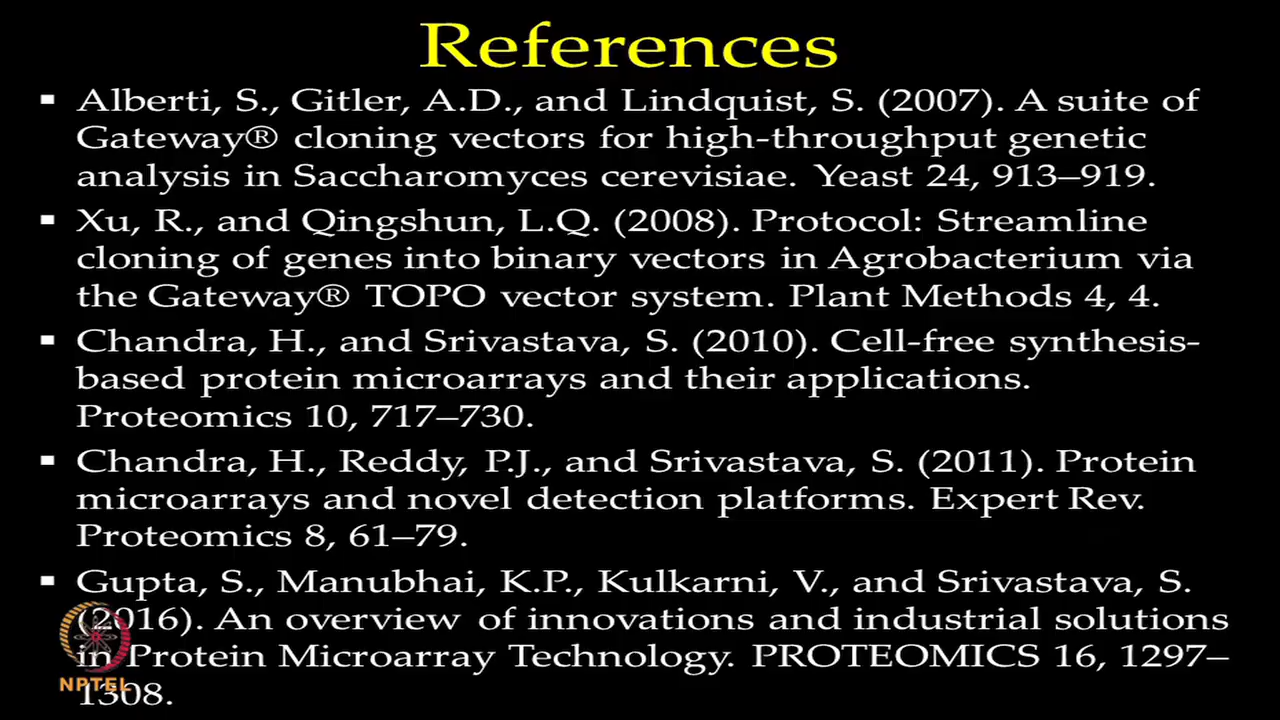 References
▪ Alberti, S., Gitler, A.D., and Lindquist, S. (2007). A suite of
Gateway® cloning vectors for high-throughput genetic
analysis in Saccharomyces cerevisiae. Yeast 24, 913–919.
▪ Xu, R., and Qingshun, L.Q. (2008). Protocol: Streamline
cloning of genes into binary vectors in Agrobacterium via
the Gateway® TOPO vector system. Plant Methods 4, 4.
▪ Chandra, H., and Srivastava, S. (2010). Cell-free synthesis-
based protein microarrays and their applications.
Proteomics 10, 717–730.
▪ Chandra, H., Reddy, P.J., and Srivastava, S. (2011). Protein
microarrays and novel detection platforms. Expert Rev.
Proteomics 8, 61–79.
▪ Gupta, S., Manubhai, K.P., Kulkarni, V., and Srivastava, S.
(2016). An overview of innovations and industrial solutions
in Protein Microarray Technology. PROTEOMICS 16, 1297–
1308.
NPTEL